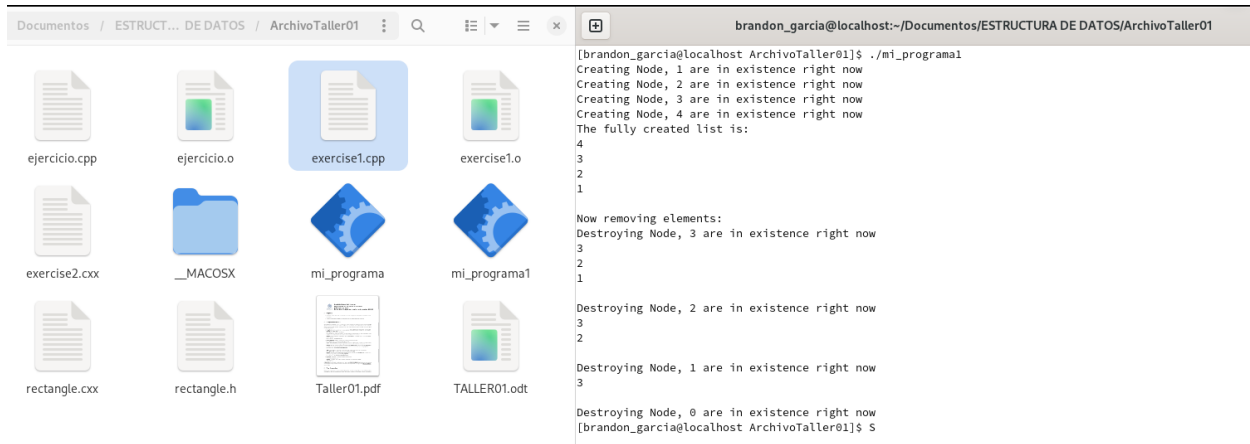 Documentos / ESTRUCT... DE DATOS / ArchivoTaller01
ejercicio.cpp
ejercicio.o
exercise1.cpp
exercise1.o
exercise2.cxx
__MACOSX
mi_programa
mi_programa1
rectangle.cxx
rectangle.h
Taller01.pdf
TALLER01.odt
brandon_garcia@localhost:~/Documentos/ESTRUCTURA DE DATOS/ArchivoTaller01
[brandon_garcia@localhost ArchivoTaller01]$ ./mi_programa1
Creating Node, 1 are in existence right now
Creating Node, 2 are in existence right now
Creating Node, 3 are in existence right now
Creating Node, 4 are in existence right now
The fully created list is:
4
3
2
1
Now removing elements:
Destroying Node, 3 are in existence right now
3
2
1
Destroying Node, 2 are in existence right now
3
2
Destroying Node, 1 are in existence right now
3
Destroying Node, 0 are in existence right now
[brandon_garcia@localhost ArchivoTaller01]$ S